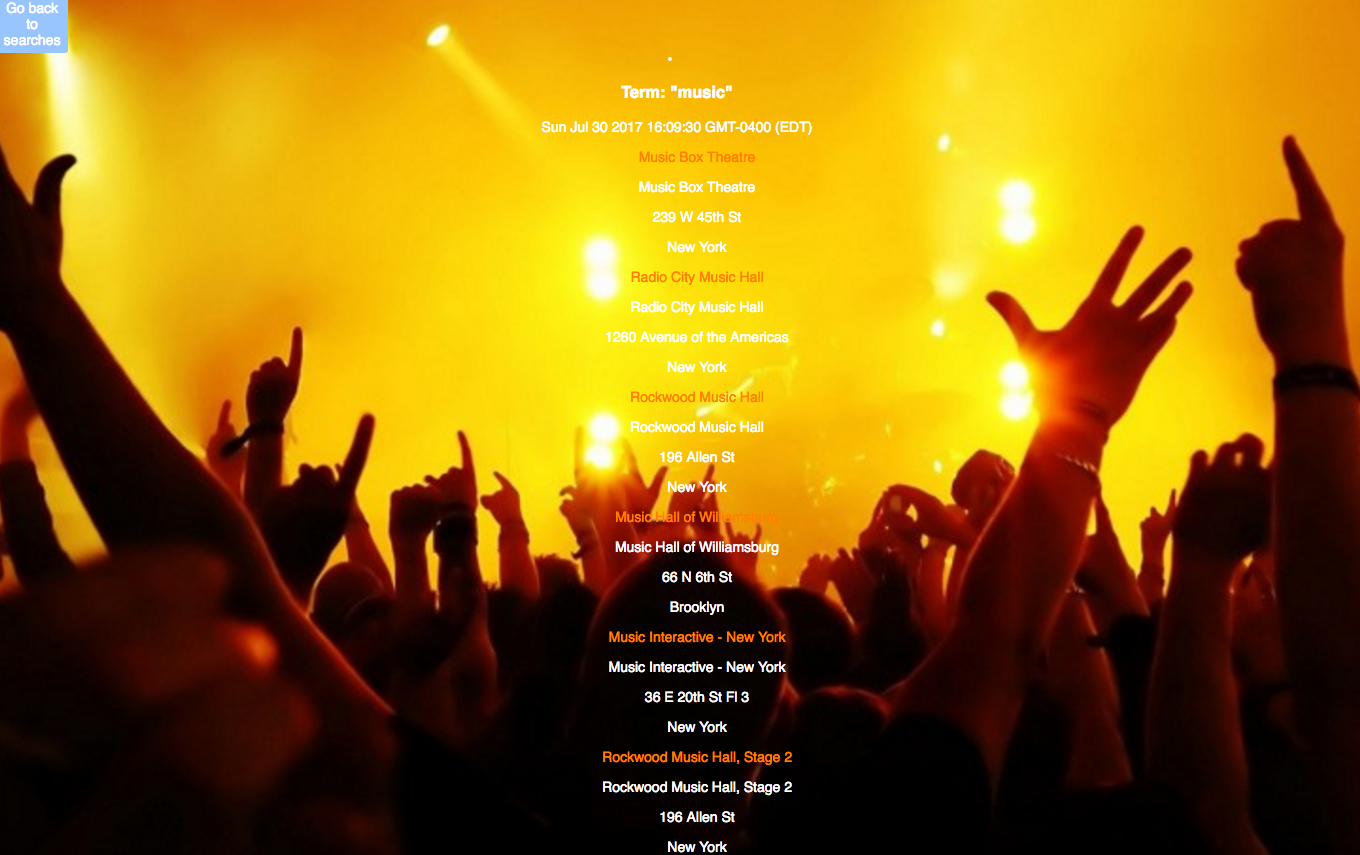 Go back
to
searches
Term: "music"
Sun Jul 30 2017 16:09:30 GMT-0400 (EDT)
Music Box Theatre
Music Box Theatre
239 W 45th St
New York
Radio City Music Hall
Radio City Music Hall
1260 Avenue of the Americas
New York
Rockwood Music Hall
Rockwood Music Hall
196 Allen St
New York
Music Hall of Williamsburg
Music Hall of Williamsburg
66 N 6th St
Brooklyn
Music Interactive - New York
Music Interactive - New York
36 E 20th St Fl 3
New York
Rockwood Music Hall, Stage 2
Rockwood Music Hall, Stage 2
196 Allen St
New York